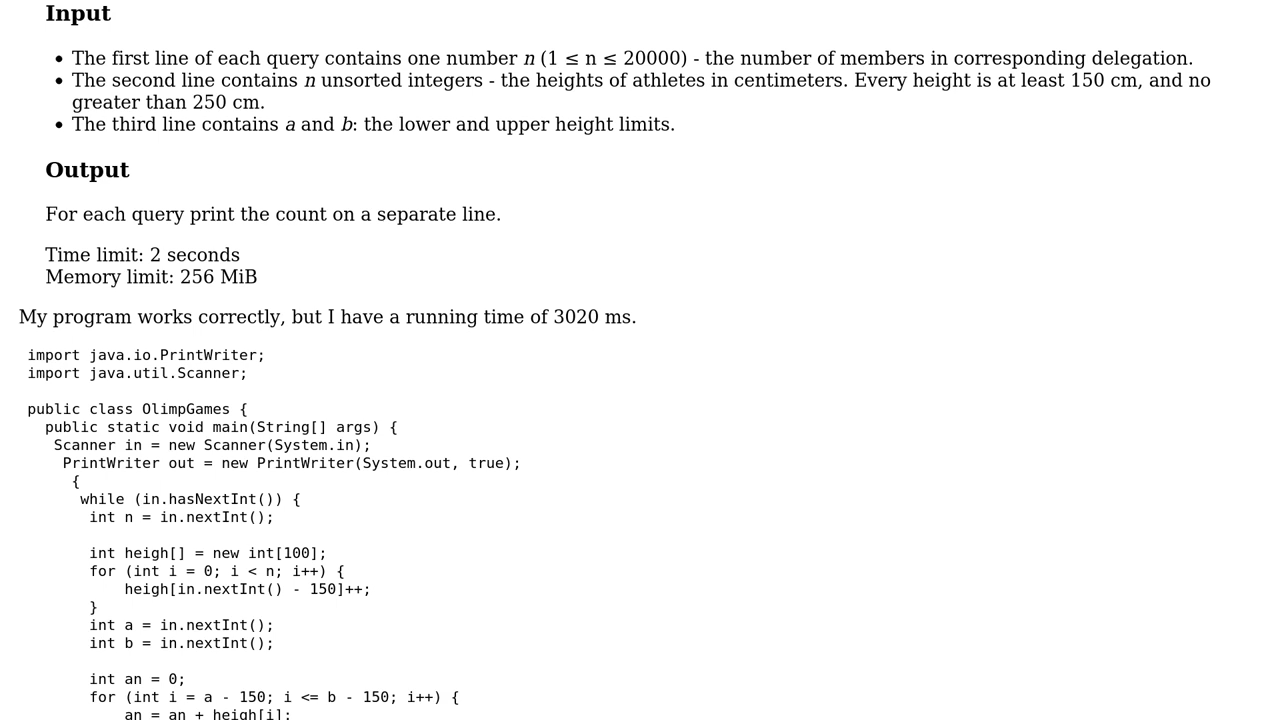 Input
• The first line of each query contains one number n (1 ≤ n ≤ 20000) - the number of members in corresponding delegation.
• The second line contains n unsorted integers - the heights of athletes in centimeters. Every height is at least 150 cm, and no
greater than 250 cm.
• The third line contains a and b: the lower and upper height limits.
Output
For each query print the count on a separate line.
Time limit: 2 seconds
Memory limit: 256 MiB
My program works correctly, but I have a running time of 3020 ms.
import java.io.PrintWriter;
import java.util.Scanner;
public class OlimpGames {
public static void main(String[] args) {
Scanner in = new Scanner(System.in);
PrintWriter out = new PrintWriter(System.out, true);
{
while (in.hasNextInt()) {
int n = in.nextInt();
int heigh[] = new int[100];
for (int i = 0; i < n; i++) {
heigh[in.nextInt() - 150]++;
}
int a = in.nextInt();
int b = in.nextInt();
int an = 0;
for (int i = a - 150; i <= b - 150; i++) {
an = an + heigh[i];